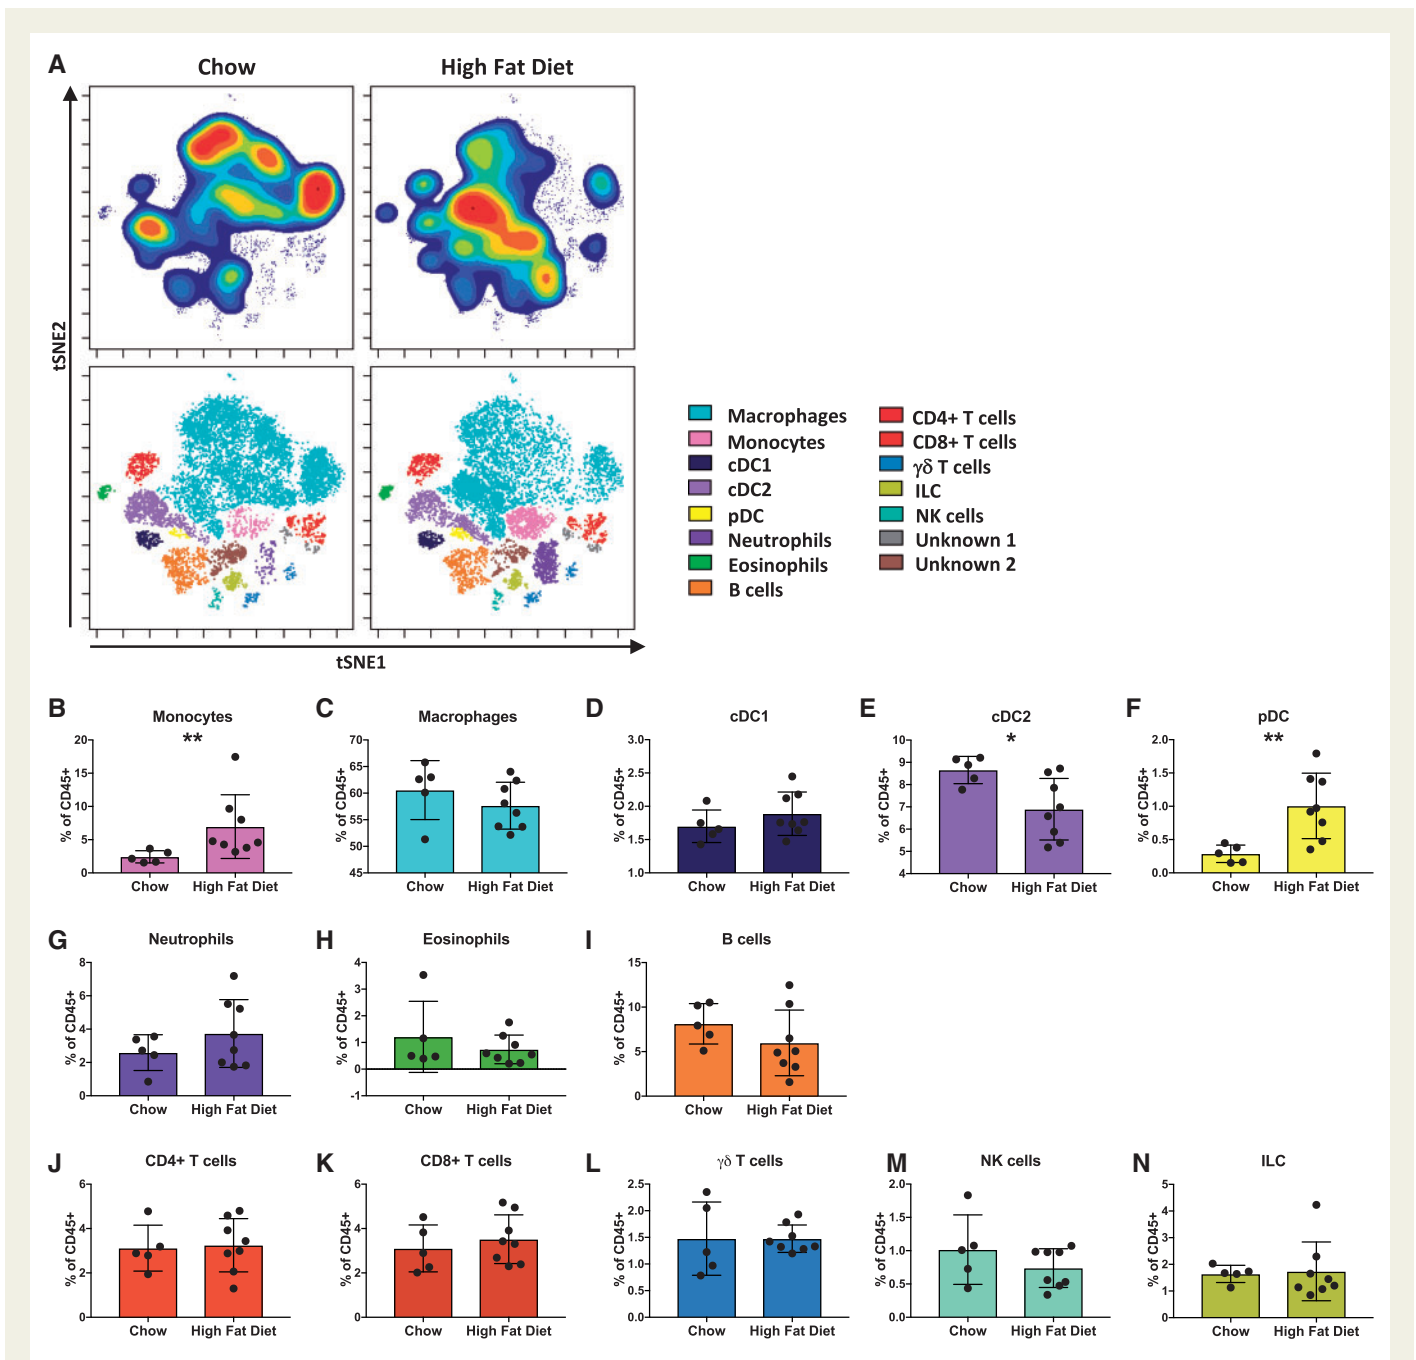 A
Chow
High Fat Diet
tSNE2
tSNE1
Macrophages
Monocytes
cDC1
cDC2
pDC
Neutrophils
Eosinophils
B cells
CD4+ T cells
CD8+ T cells
γδ T cells
ILC
NK cells
Unknown 1
Unknown 2
B
Monocytes
**
% of CD45+
20
15
10
5
0
Chow
High Fat Diet
C
Macrophages
% of CD45+
70
65
60
55
50
45
Chow
High Fat Diet
D
cDC1
% of CD45+
3.0
2.5
2.0
1.5
1.0
Chow
High Fat Diet
E
cDC2
*
% of CD45+
10
9
8
7
6
5
4
Chow
High Fat Diet
F
pDC
**
% of CD45+
2.0
1.5
1.0
0.5
0.0
Chow
High Fat Diet
G
Neutrophils
% of CD45+
8
6
4
2
0
Chow
High Fat Diet
H
Eosinophils
% of CD45+
4
3
2
1
0
-1
Chow
High Fat Diet
I
B cells
% of CD45+
15
10
5
0
Chow
High Fat Diet
J
CD4+ T cells
% of CD45+
6
4
2
0
Chow
High Fat Diet
K
CD8+ T cells
% of CD45+
6
4
2
0
Chow
High Fat Diet
L
γδ T cells
% of CD45+
2.5
2.0
1.5
1.0
0.5
0.0
Chow
High Fat Diet
M
NK cells
% of CD45+
2.0
1.5
1.0
0.5
0.0
Chow
High Fat Diet
N
ILC
% of CD45+
5
4
3
2
1
0
Chow
High Fat Diet